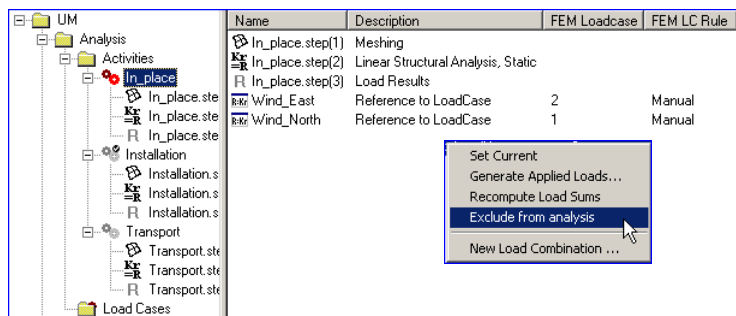 UM
Analysis
Activities
In_place
In_place.ste
In_place.ste
In_place.ste
Installation
Installation.s
Installation.s
Installation.s
Transport
Transport.ste
Transport.ste
Transport.ste
Load Cases
Name Description FEM Loadcase FEM LC Rule
In_place.step(1) Meshing
In_place.step(2) Linear Structural Analysis, Static
In_place.step(3) Load Results
Wind_East Reference to LoadCase 2 Manual
Wind_North Reference to LoadCase 1 Manual
Set Current
Generate Applied Loads...
Recompute Load Sums
Exclude from analysis
New Load Combination ...